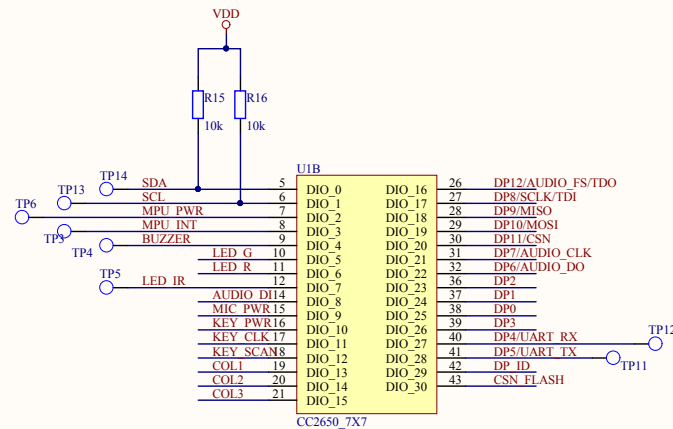 VDD
R15 R16
10k 10k
U1B
TP14 SDA 5 DIO_0 DIO_16 26 DP12/AUDIO_FS/TDO
TP13 SCL 6 DIO_1 DIO_17 27 DP8/SCLK/TDI
TP6 MPU_PWR 7 DIO_2 DIO_18 28 DP9/MISO
TP3 MPU_INT 8 DIO_3 DIO_19 29 DP10/MOSI
TP4 BUZZER 9 DIO_4 DIO_20 30 DP11/CSN
LED_G 10 DIO_5 DIO_21 31 DP7/AUDIO_CLK
LED_R 11 DIO_6 DIO_22 32 DP6/AUDIO_DO
TP5 LED_IR 12 DIO_7 DIO_23 36 DP2
AUDIO_DI 14 DIO_8 DIO_24 37 DP1
MIC_PWR 15 DIO_9 DIO_25 38 DP0
KEY_PWR 16 DIO_10 DIO_26 39 DP3
KEY_CLK 17 DIO_11 DIO_27 40 DP4/UART_RX TP12
KEY_SCAN 18 DIO_12 DIO_28 41 DP5/UART_TX TP11
COL1 19 DIO_13 DIO_29 42 DP_ID
COL2 20 DIO_14 DIO_30 43 CSN_FLASH
COL3 21 DIO_15
CC2650_7X7